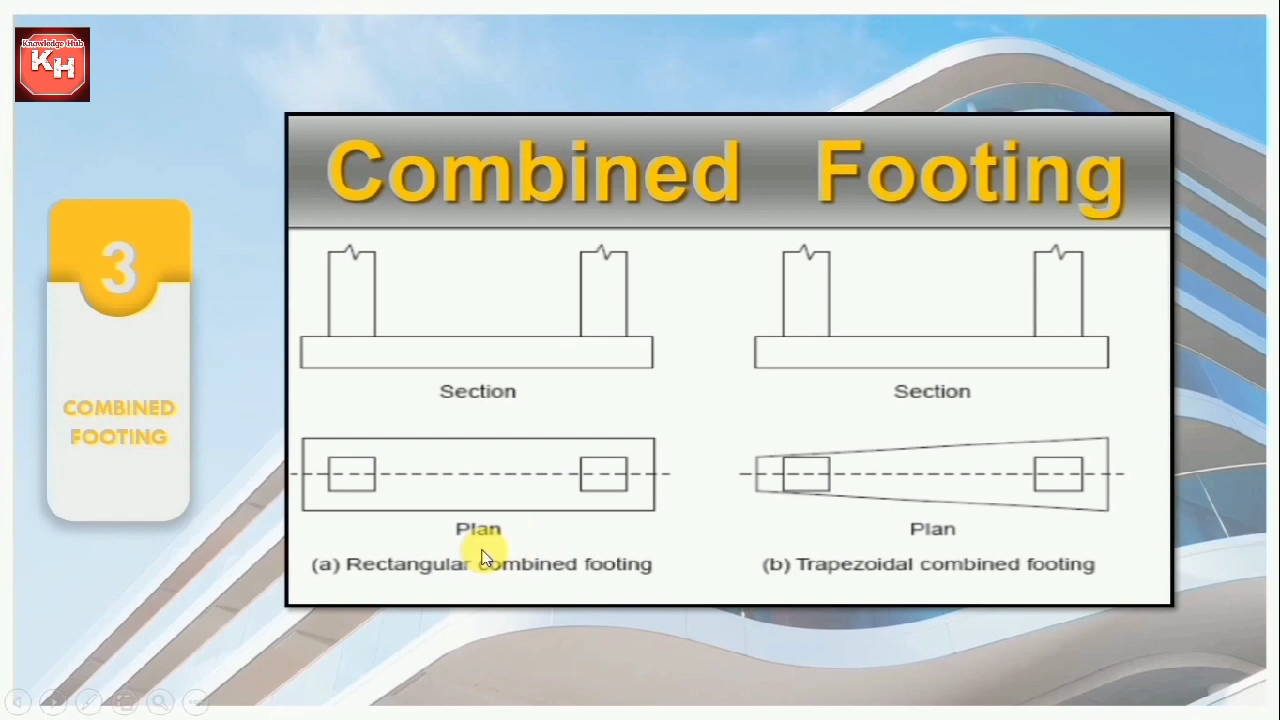 Knowledge Hub
KH
Combined Footing
3
COMBINED
FOOTING
Section
Section
Plan
Plan
(a) Rectangular combined footing
(b) Trapezoidal combined footing